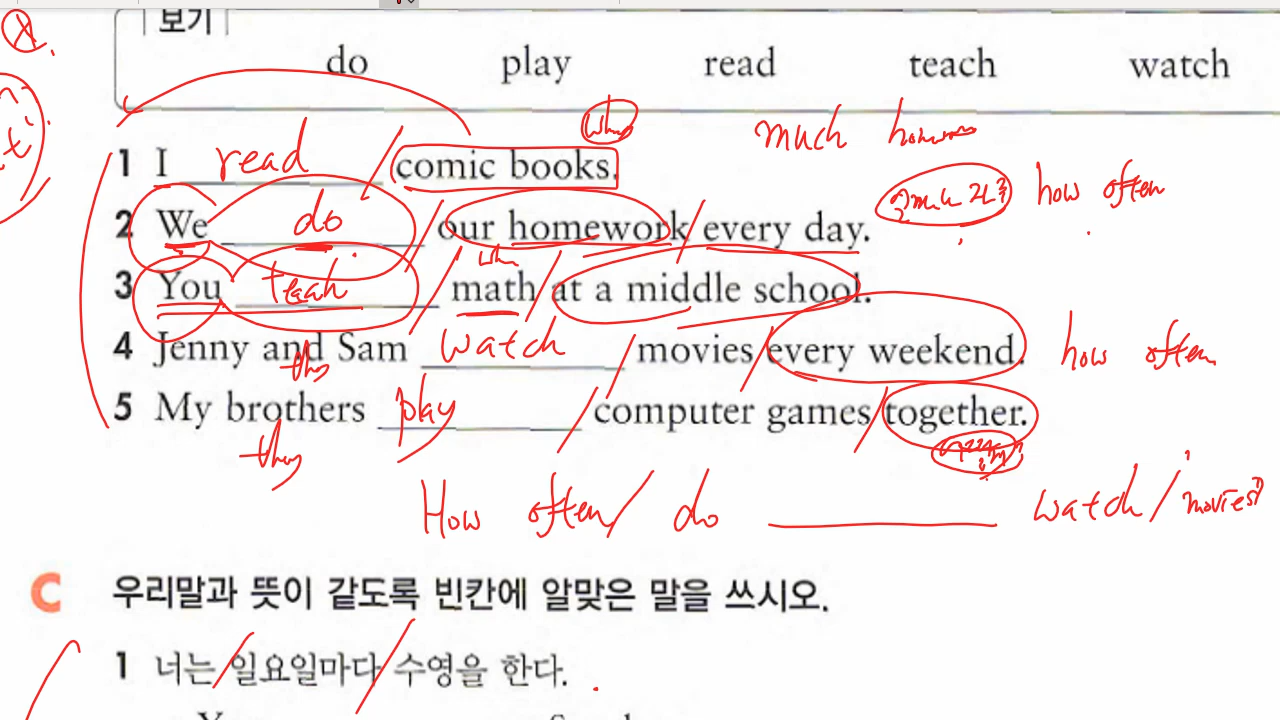 보기
do play read teach watch
much
1 I read comic books.
how often
2 We do our homework every day.
3 You teach math at a middle school.
4 Jenny and Sam watch movies every weekend. how often
they
5 My brothers play computer games together.
they
How often / do ________ watch / movies?
C 우리말과 뜻이 같도록 빈칸에 알맞은 말을 쓰시오.
1 너는 / 일요일마다 / 수영을 한다.